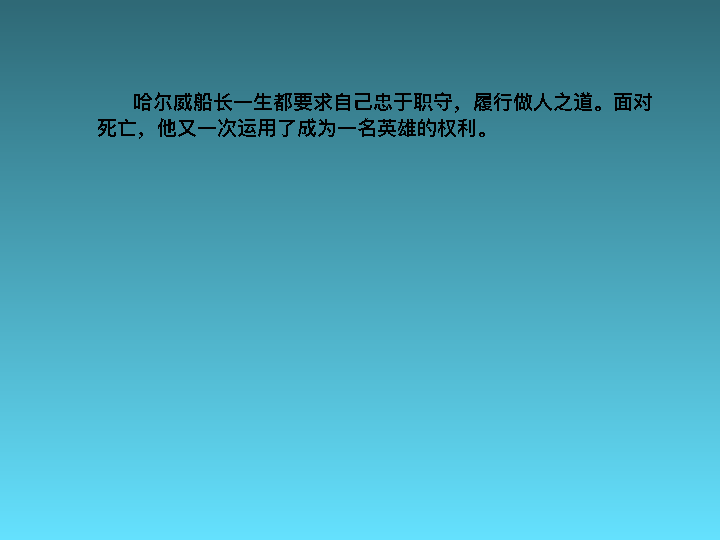 哈尔威船长一生都要求自己忠于职守，履行做人之道。面对
死亡，他又一次运用了成为一名英雄的权利。